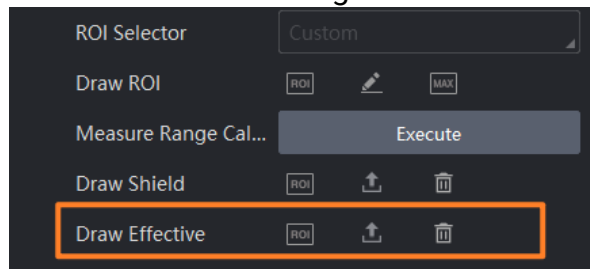 ROI Selector Custom
Draw ROI ROI MAX
Measure Range Cal... Execute
Draw Shield ROI
Draw Effective ROI